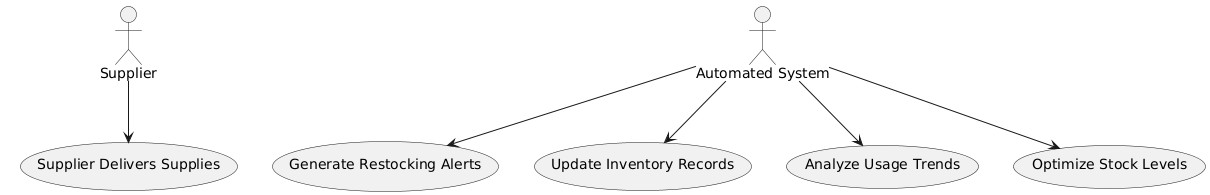 Supplier
Automated System
Supplier Delivers Supplies
Generate Restocking Alerts
Update Inventory Records
Analyze Usage Trends
Optimize Stock Levels